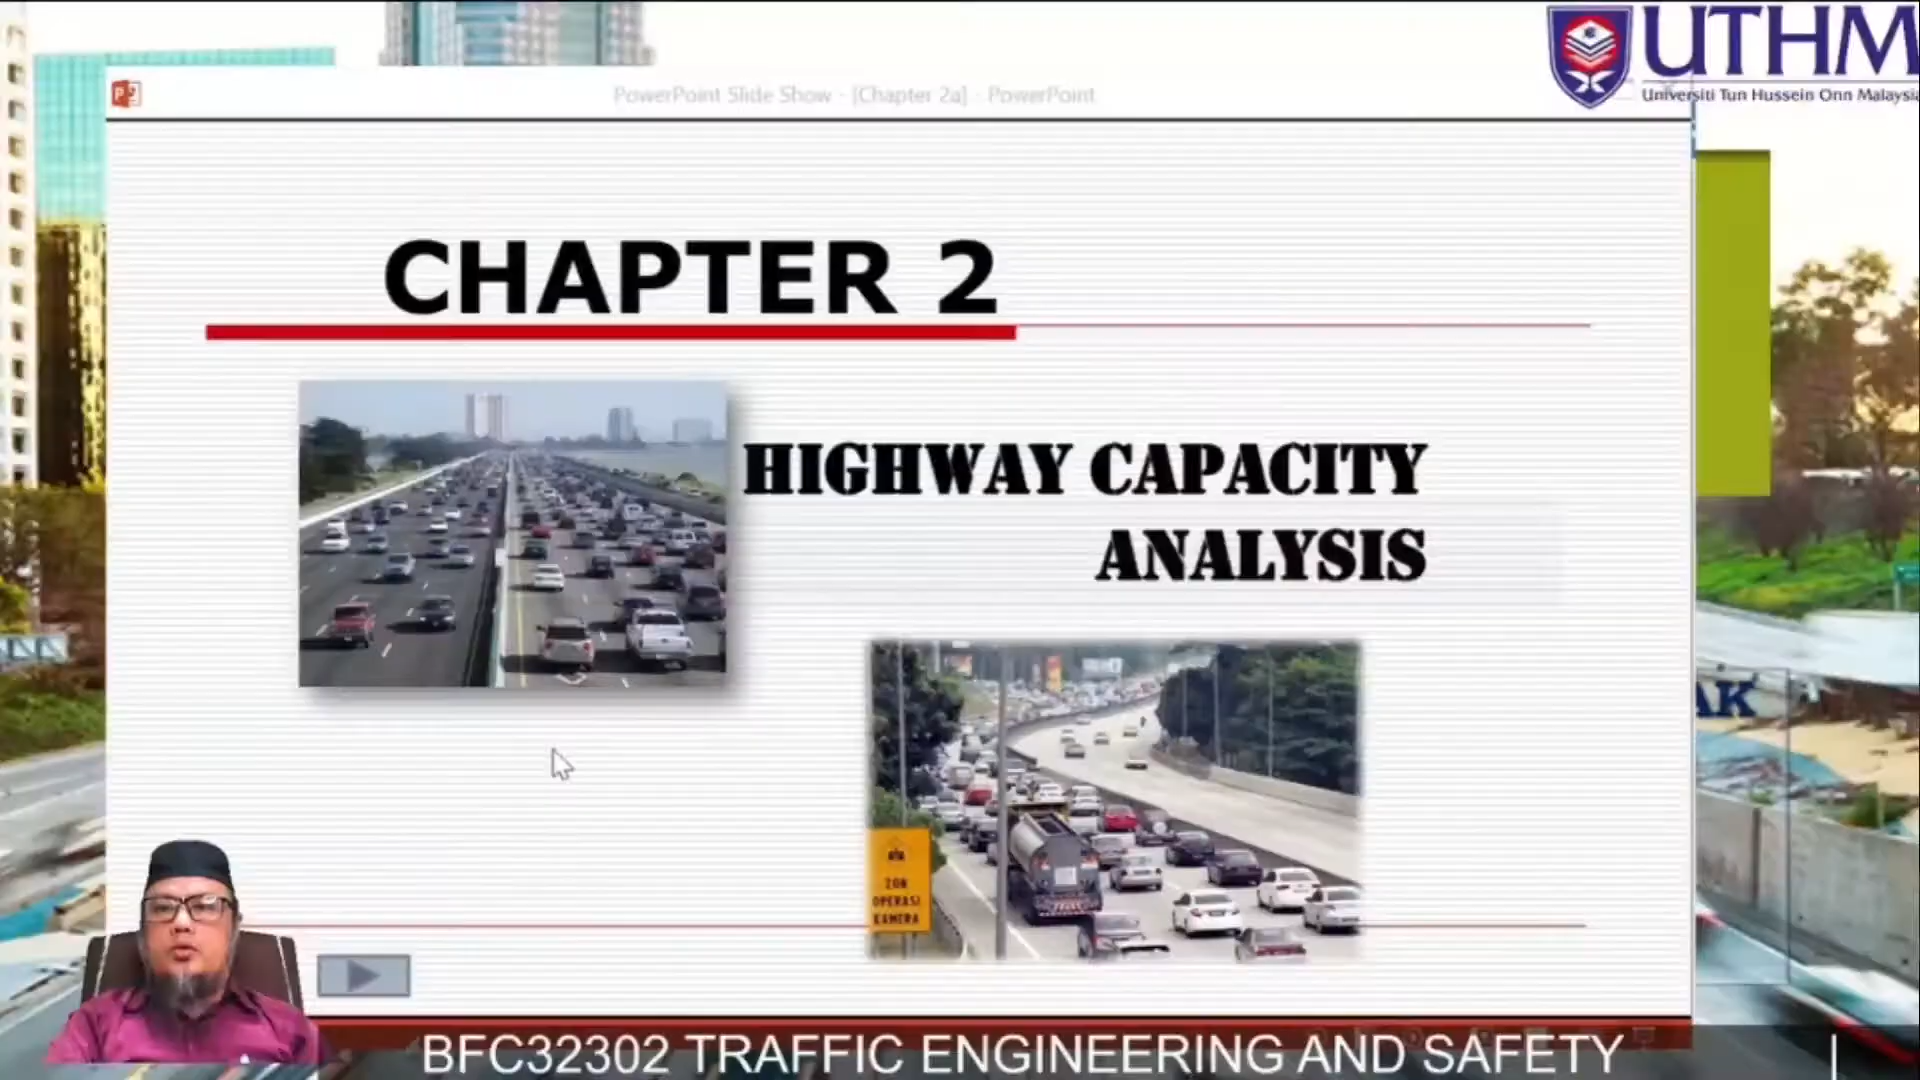 UTHM
Universiti Tun Hussein Onn Malaysia
PowerPoint Slide Show - [Chapter 2a] - PowerPoint
CHAPTER 2
HIGHWAY CAPACITY
ANALYSIS
AK
ZON
OPERASI
KAMERA
BFC32302 TRAFFIC ENGINEERING AND SAFETY